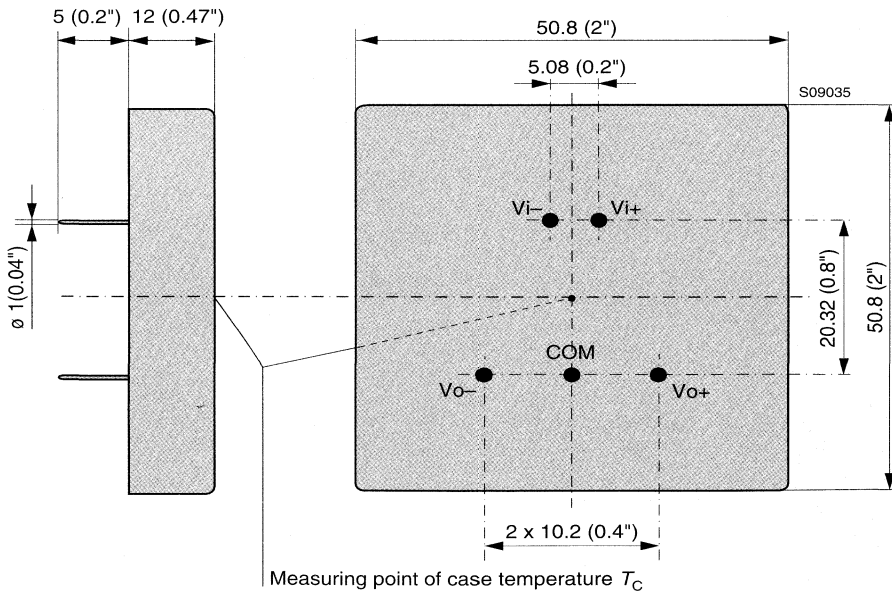 5 (0.2") 12 (0.47")
50.8 (2")
5.08 (0.2")
S09035
Vi– Vi+
ø 1(0.04")
20.32 (0.8")
50.8 (2")
COM
Vo– Vo+
2 x 10.2 (0.4")
Measuring point of case temperature TC